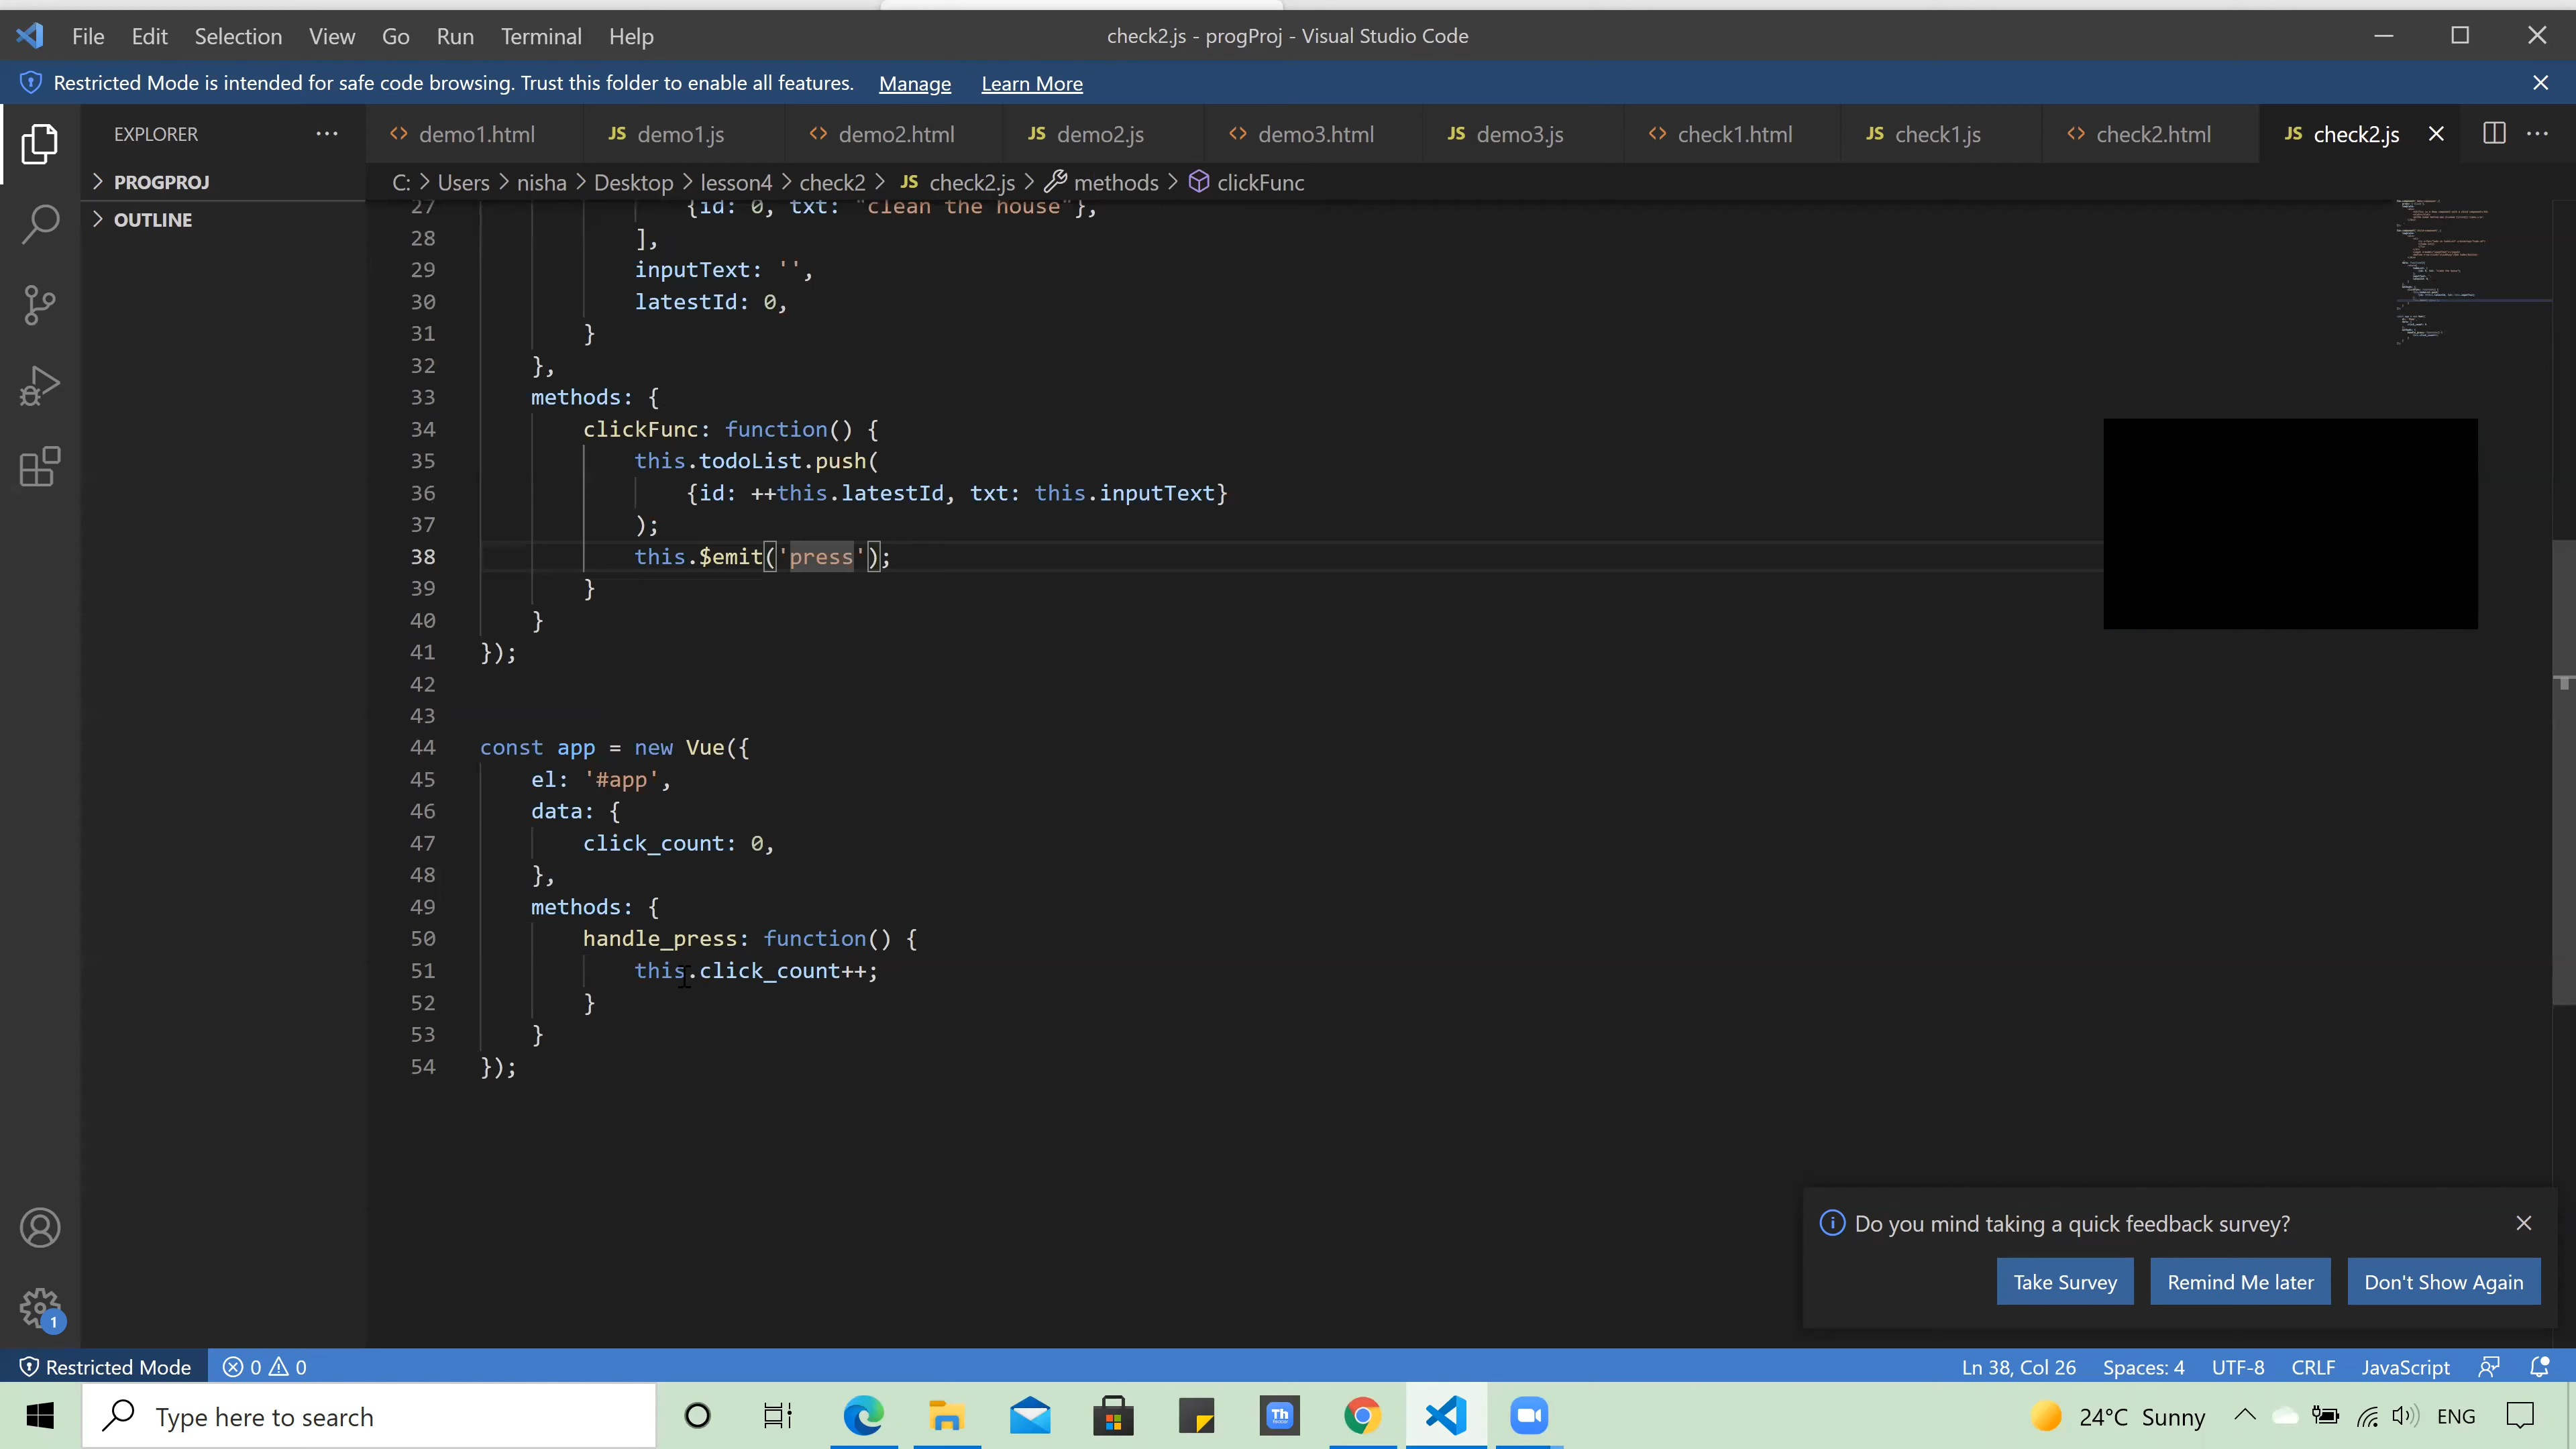 File Edit Selection View Go Run Terminal Help check2.js - progProj - Visual Studio Code
Restricted Mode is intended for safe code browsing. Trust this folder to enable all features. Manage Learn More
EXPLORER ··· <> demo1.html JS demo1.js <> demo2.html JS demo2.js <> demo3.html JS demo3.js <> check1.html JS check1.js <> check2.html JS check2.js
PROGPROJ
OUTLINE
C: > Users > nisha > Desktop > lesson4 > check2 > JS check2.js > methods > clickFunc
27 {id: 0, txt: "clean the house"},
28 ],
29 inputText: '',
30 latestId: 0,
31 }
32 },
33 methods: {
34 clickFunc: function() {
35 this.todoList.push(
36 {id: ++this.latestId, txt: this.inputText}
37 );
38 this.$emit('press');
39 }
40 }
41 });
42
43
44 const app = new Vue({
45 el: '#app',
46 data: {
47 click_count: 0,
48 },
49 methods: {
50 handle_press: function() {
51 this.click_count++;
52 }
53 }
54 });
Do you mind taking a quick feedback survey?
Take Survey Remind Me later Don't Show Again
1
Restricted Mode 0 0 Ln 38, Col 26 Spaces: 4 UTF-8 CRLF JavaScript
Type here to search Th 24°C Sunny ENG